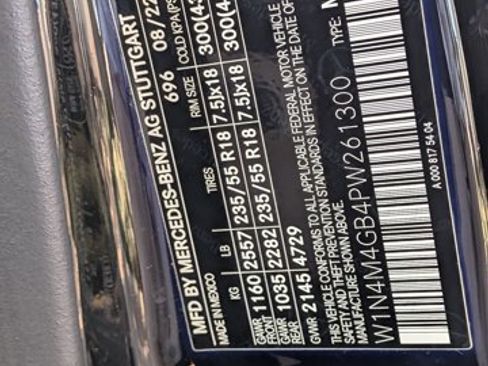 MFD BY MERCEDES-BENZ AG STUTTGART
MADE IN MEXICO 696 08/22
KG LB TIRES RIM SIZE COLD KPA/PS
GAWR FRONT 1160 2557 235/55 R18 7.5Jx18 300(43
GAWR REAR 1035 2282 235/55 R18 7.5Jx18 300(4
GVWR 2145 4729
THIS VEHICLE CONFORMS TO ALL APPLICABLE FEDERAL MOTOR VEHICLE
SAFETY AND THEFT PREVENTION STANDARDS IN EFFECT ON THE DATE OF
MANUFACTURE SHOWN ABOVE.
W1N4M4GB4PW261300 TYPE:
A 000 817 54 04